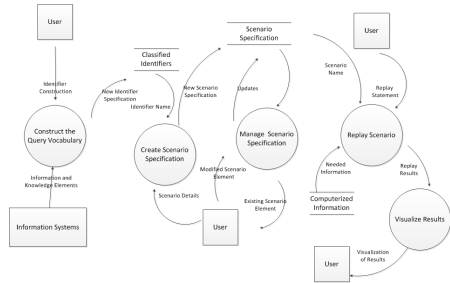 User
Identifier
Construction
Construct the
Query Vocabulary
Information and
Knowledge Elements
Information Systems
New Identifier
Specification
Classified
Identifiers
Identifier Name
Create Scenario
Specification
Scenario Details
New Scenario
Specification
Scenario
Specification
Updates
Manage Scenario
Specification
Modified Scenario
Element
Existing Scenario
Element
User
Scenario
Name
User
Replay
Statement
Replay Scenario
Needed
Information
Computerized
Information
Replay
Results
Visualize Results
Visualization
of Results
User